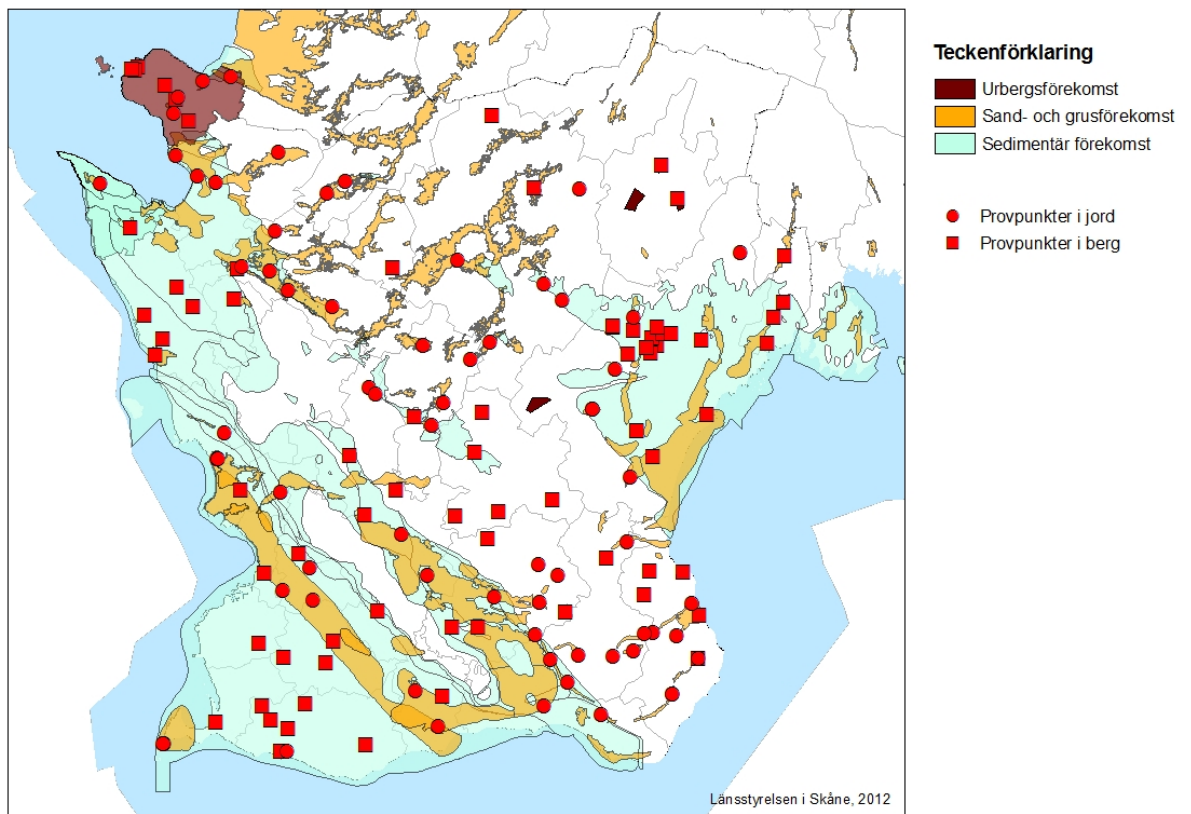 Teckenförklaring
Urbergsförekomst
Sand- och grusförekomst
Sedimentär förekomst
Provpunkter i jord
Provpunkter i berg
Länsstyrelsen i Skåne, 2012